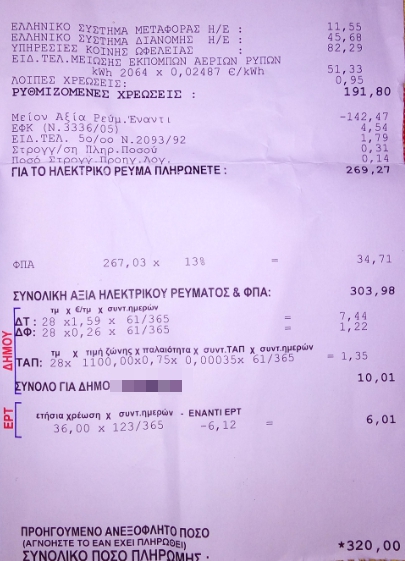 ΕΛΛΗΝΙΚΟ ΣΥΣΤΗΜΑ ΜΕΤΑΦΟΡΑΣ Η/Ε : 11,55
ΕΛΛΗΝΙΚΟ ΣΥΣΤΗΜΑ ΔΙΑΝΟΜΗΣ Η/Ε : 45,68
ΥΠΗΡΕΣΙΕΣ ΚΟΙΝΗΣ ΩΦΕΛΕΙΑΣ : 82,29
ΕΙΔ.ΤΕΛ.ΜΕΙΩΣΗΣ ΕΚΠΟΜΠΩΝ ΑΕΡΙΩΝ ΡΥΠΩΝ
kWh 2064 x 0,02487 €/kWh 51,33
ΛΟΙΠΕΣ ΧΡΕΩΣΕΙΣ: 0,95
ΡΥΘΜΙΖΟΜΕΝΕΣ ΧΡΕΩΣΕΙΣ : 191,80
Μείον Αξία Ρεύμ.Έναντι -142,47
ΕΦΚ (Ν.3336/05) 4,54
ΕΙΔ.ΤΕΛ. 5ο/οο Ν.2093/92 1,79
Στρογγ/ση Πληρ.Ποσού 0,31
Ποσό Στρογγ.Προηγ.Λογ. 0,14
ΓΙΑ ΤΟ ΗΛΕΚΤΡΙΚΟ ΡΕΥΜΑ ΠΛΗΡΩΝΕΤΕ : 269,27
ΦΠΑ 267,03 x 13% = 34,71
ΣΥΝΟΛΙΚΗ ΑΞΙΑ ΗΛΕΚΤΡΙΚΟΥ ΡΕΥΜΑΤΟΣ & ΦΠΑ: 303,98
τμ χ €/τμ χ συντ.ημερών
ΔΤ: 28 x1,59 x 61/365 = 7,44
ΔΦ: 28 x0,26 x 61/365 = 1,22
τμ χ τιμή ζώνης χ παλαιότητα χ συντ.ΤΑΠ χ συντ.ημερών
ΤΑΠ: 28x 1100,00x0,75x 0,00035x 61/365 = 1,35
ΣΥΝΟΛΟ ΓΙΑ ΔΗΜΟ 10,01
ΔΗΜΟΥ
ετήσια χρέωση χ συντ.ημερών - ΕΝΑΝΤΙ ΕΡΤ
36,00 x 123/365 -6,12 = 6,01
ΕΡΤ
ΠΡΟΗΓΟΥΜΕΝΟ ΑΝΕΞΟΦΛΗΤΟ ΠΟΣΟ
(ΑΓΝΟΗΣΤΕ ΤΟ ΕΑΝ ΕΧΕΙ ΠΛΗΡΩΘΕΙ)
ΣΥΝΟΛΙΚΟ ΠΟΣΟ ΠΛΗΡΩΜΗΣ : *320,00